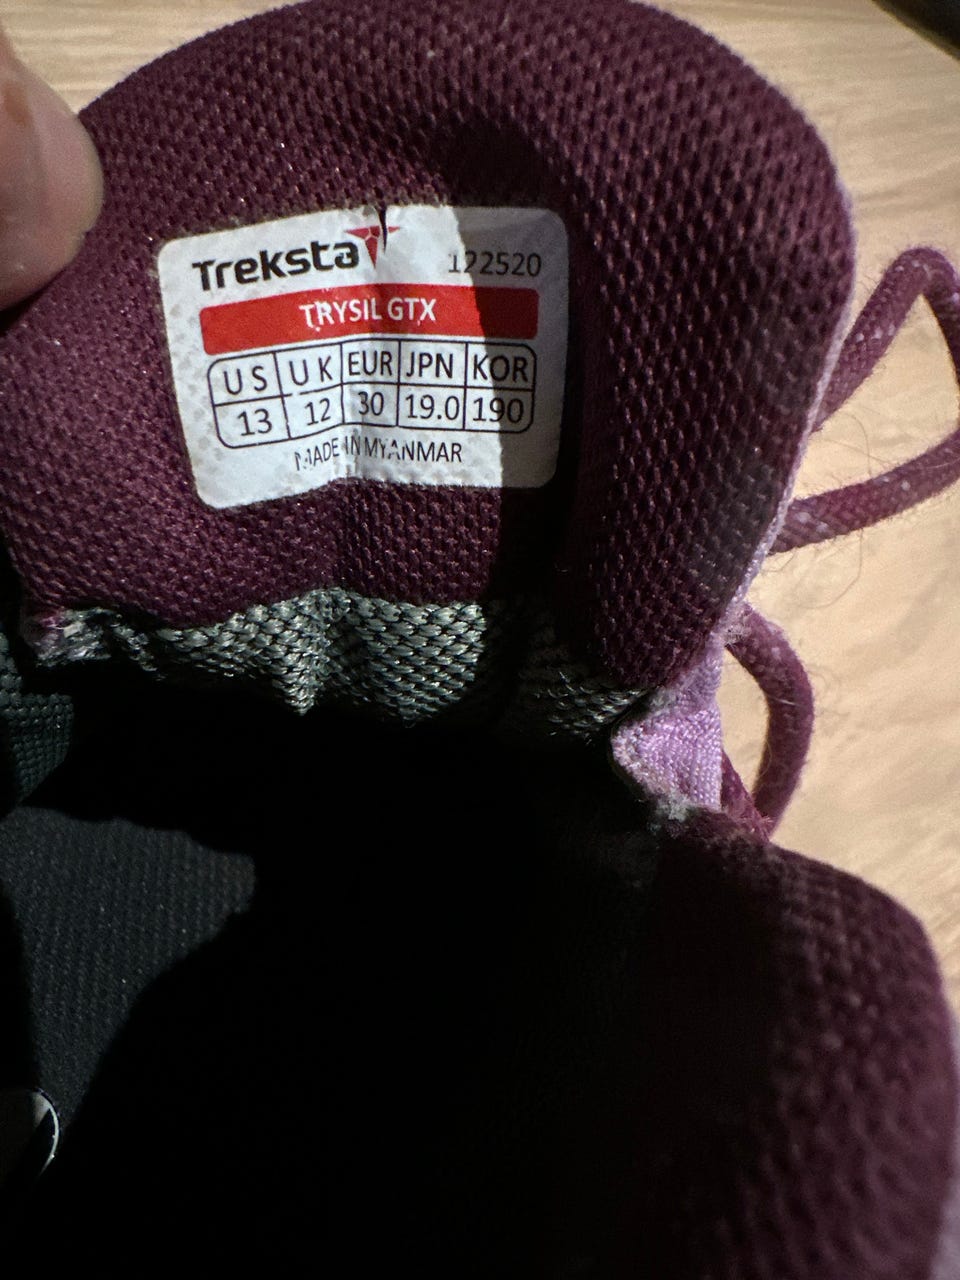 Treksta 122520
TRYSIL GTX
US UK EUR JPN KOR
13 12 30 19.0 190
MADE IN MYANMAR